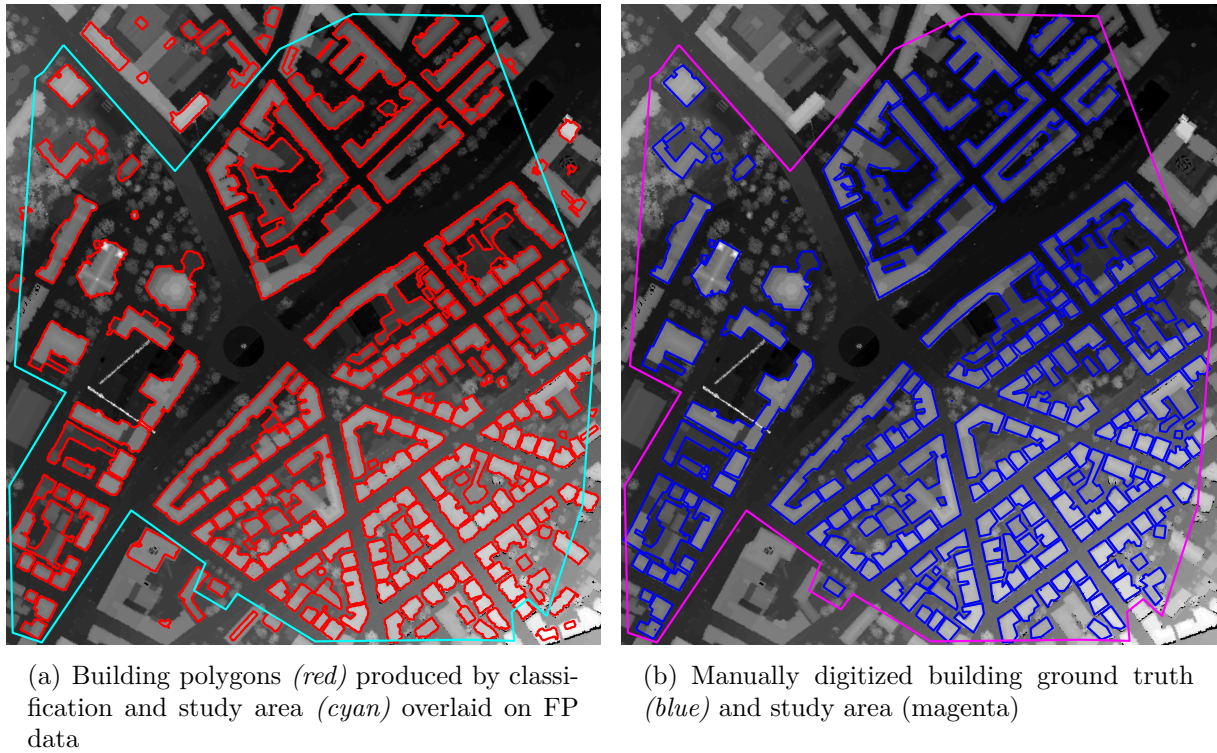 (a) Building polygons (red) produced by classi-
fication and study area (cyan) overlaid on FP
data
(b) Manually digitized building ground truth
(blue) and study area (magenta)